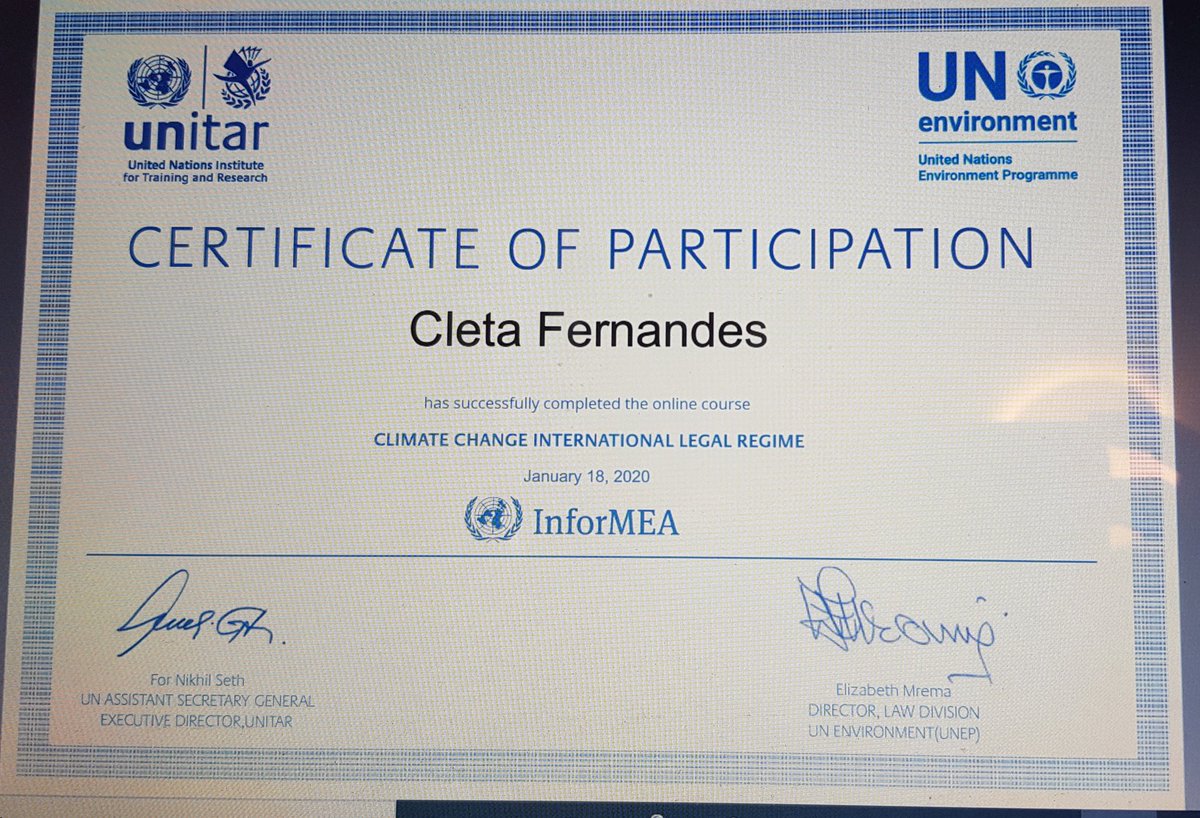 unitar
United Nations Institute
for Training and Research
UN
environment
United Nations
Environment Programme
CERTIFICATE OF PARTICIPATION
Cleta Fernandes
has successfully completed the online course
CLIMATE CHANGE INTERNATIONAL LEGAL REGIME
January 18, 2020
InforMEA
For Nikhil Seth
UN ASSISTANT SECRETARY GENERAL
EXECUTIVE DIRECTOR,UNITAR
Elizabeth Mrema
DIRECTOR, LAW DIVISION
UN ENVIRONMENT(UNEP)